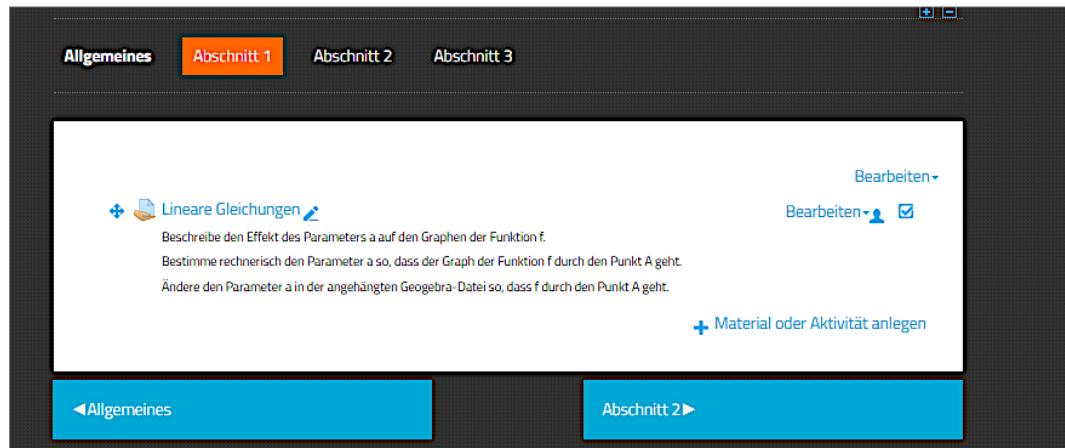 Allgemeines Abschnitt 1 Abschnitt 2 Abschnitt 3
Bearbeiten
Lineare Gleichungen Bearbeiten
Beschreibe den Effekt des Parameters a auf den Graphen der Funktion f.
Bestimme rechnerisch den Parameter a so, dass der Graph der Funktion f durch den Punkt A geht.
Ändere den Parameter a in der angehängten Geogebra-Datei so, dass f durch den Punkt A geht.
Material oder Aktivität anlegen
Allgemeines Abschnitt 2